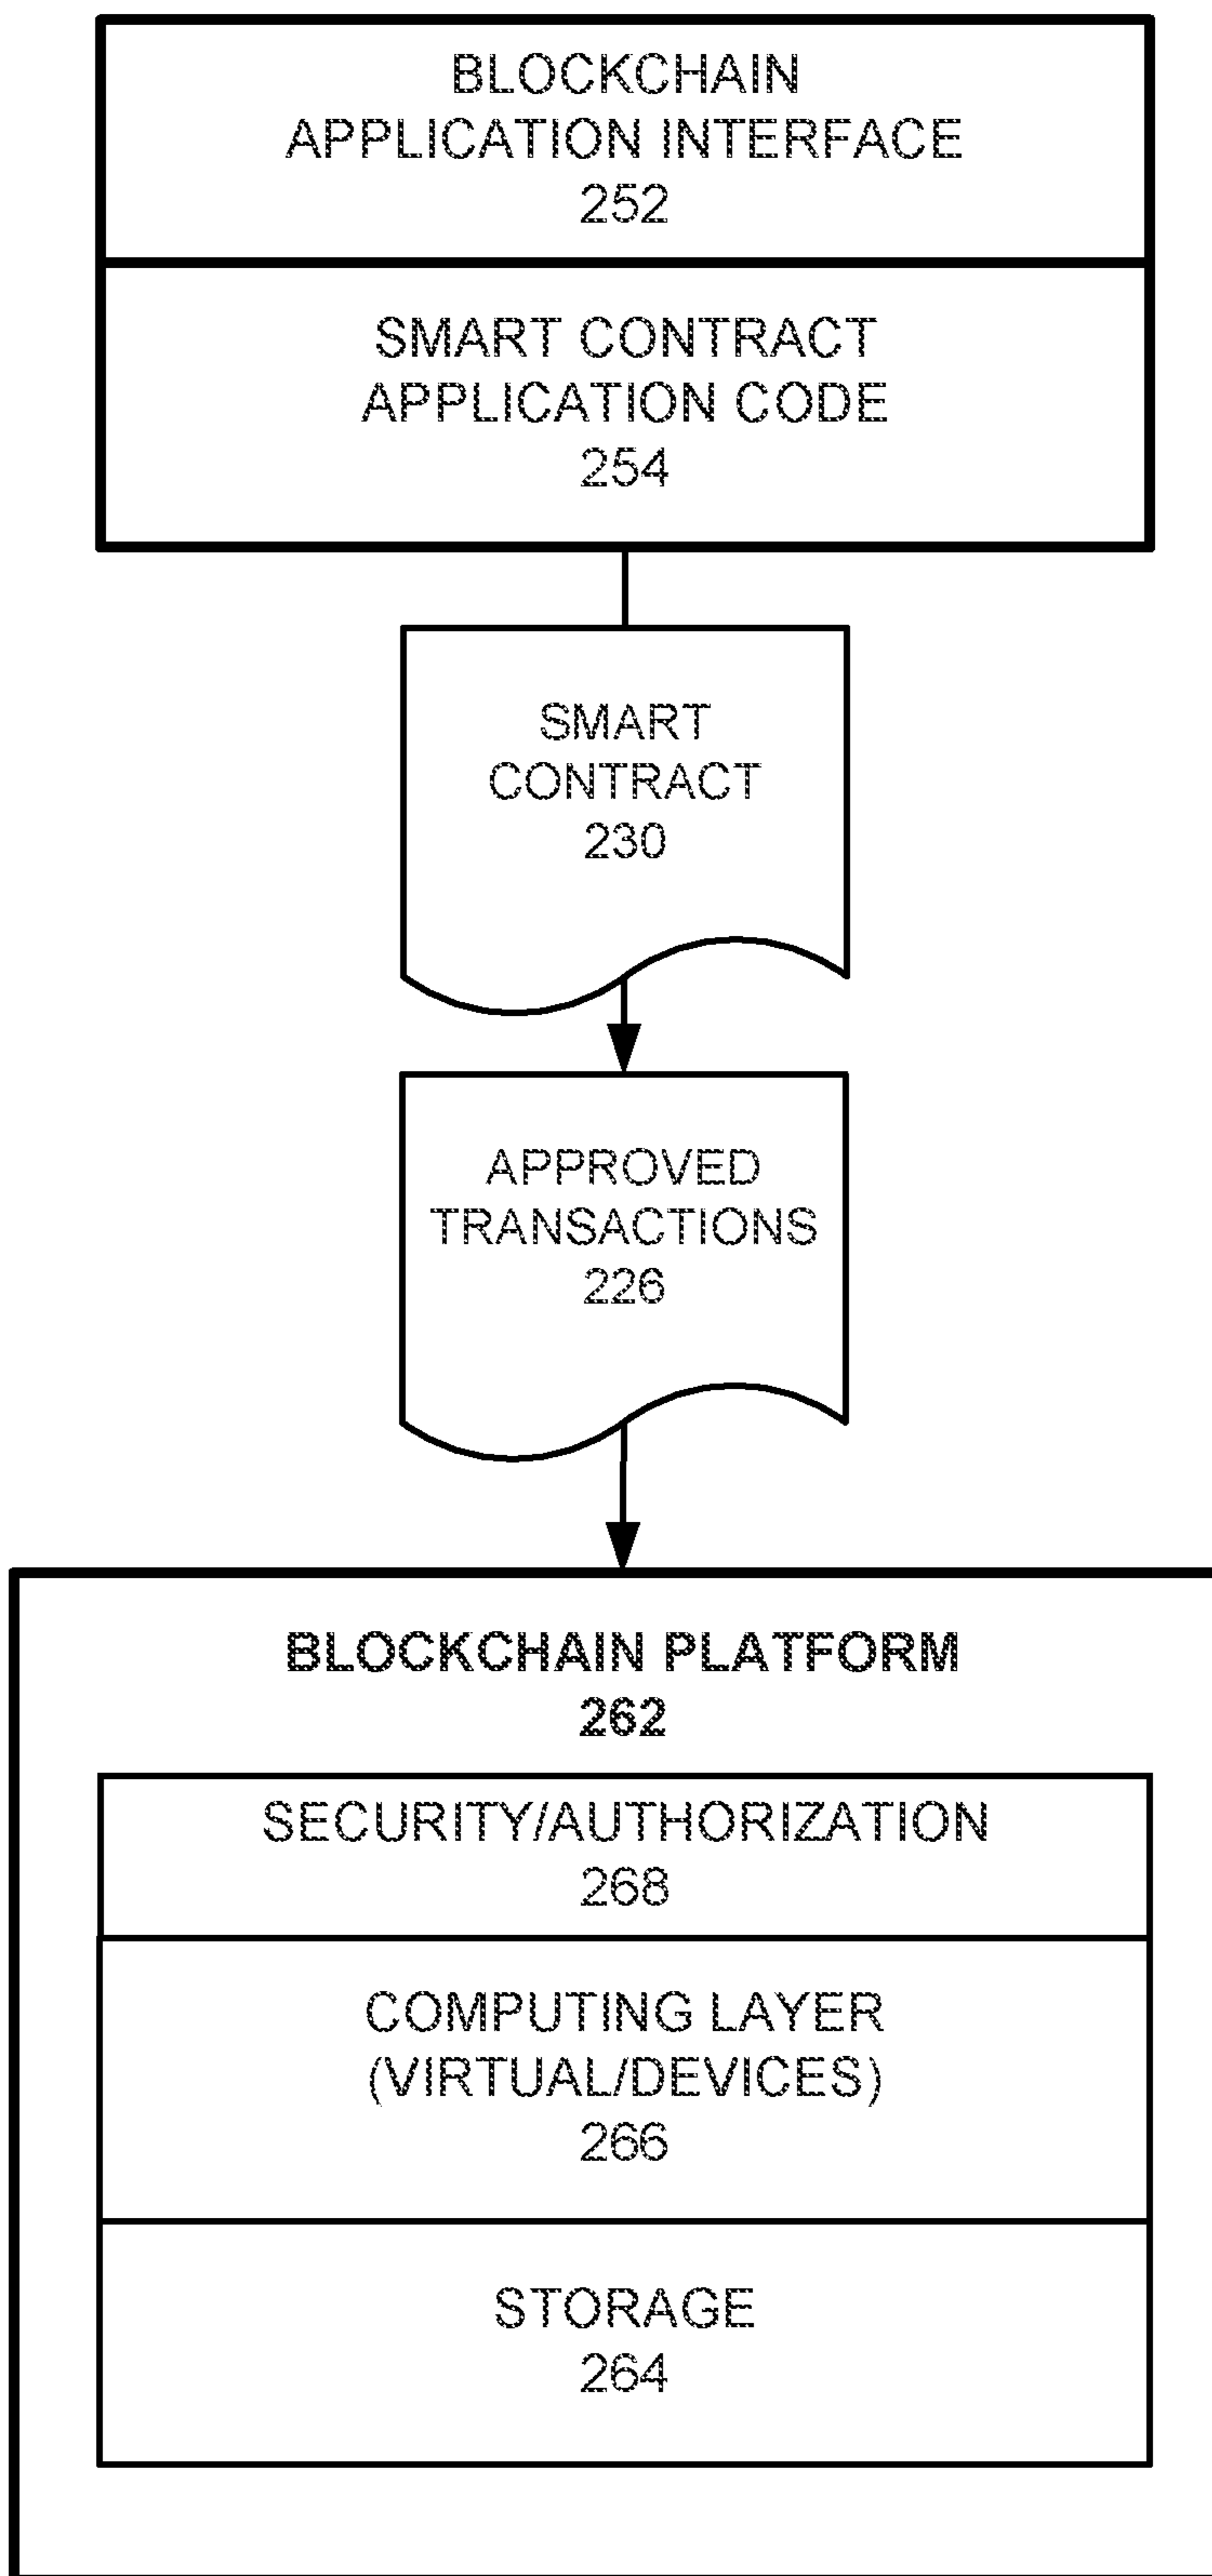 BLOCKCHAIN
APPLICATION INTERFACE
252
SMART CONTRACT
APPLICATION CODE
254
SMART
CONTRACT
230
APPROVED
TRANSACTIONS
226
BLOCKCHAIN PLATFORM
262
SECURITY/AUTHORIZATION
268
COMPUTING LAYER
(VIRTUAL/DEVICES)
266
STORAGE
264